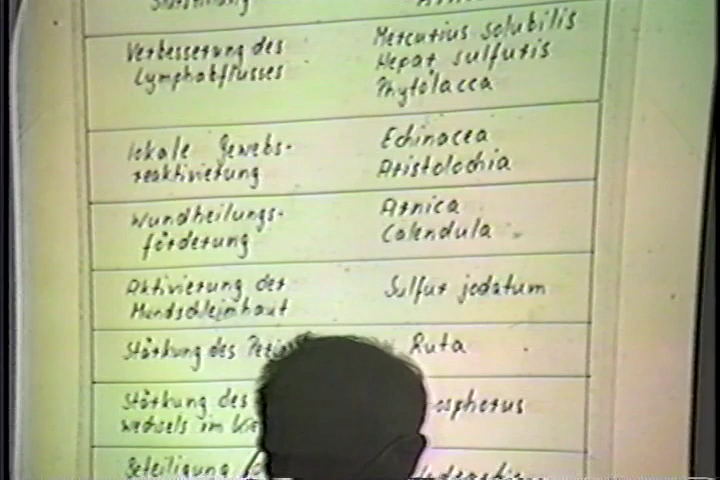 Verbesserung des
Lymphabflusses
Mercurius solubilis
Hepar sulfuris
Phytolacca
lokale Gewebs-
reaktivierung
Echinacea
Aristolochia
Wundheilungs-
förderung
Arnica
Calendula
Aktivierung der
Mundschleimhaut
Sulfur jodatum
Stärkung des
Ruta
Stärkung des
wechsels im
osphorus
Beteiligung